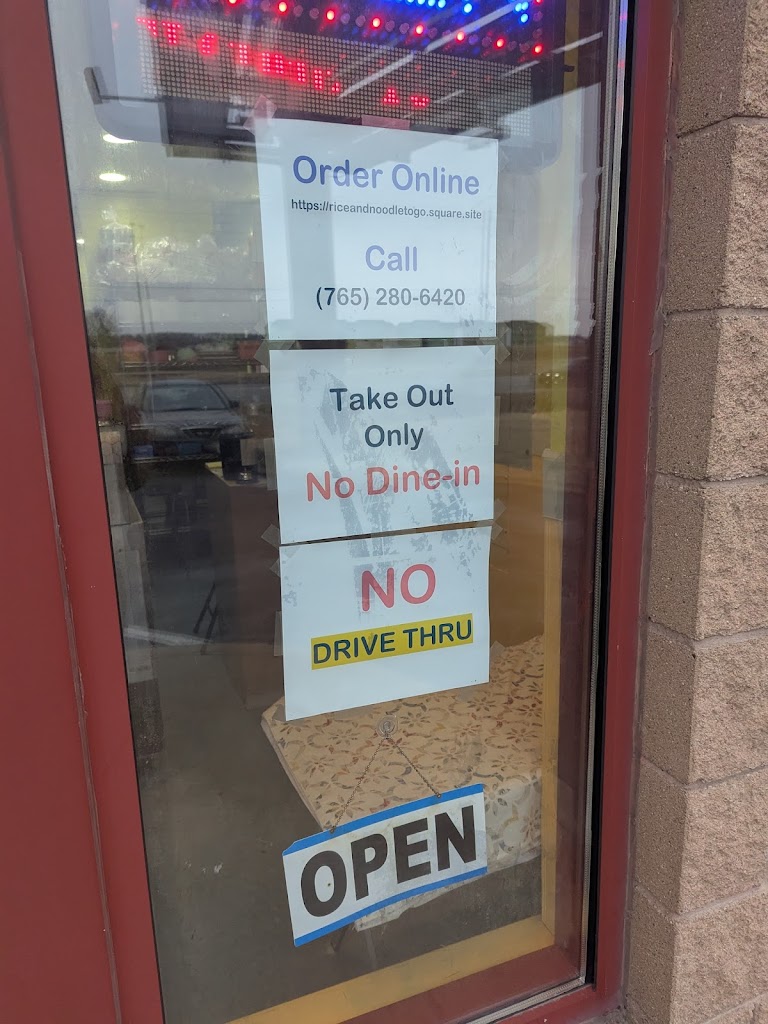 Order Online
https://riceandnoodletogo.square.site
Call
(765) 280-6420
Take Out
Only
No Dine-in
NO
DRIVE THRU
OPEN